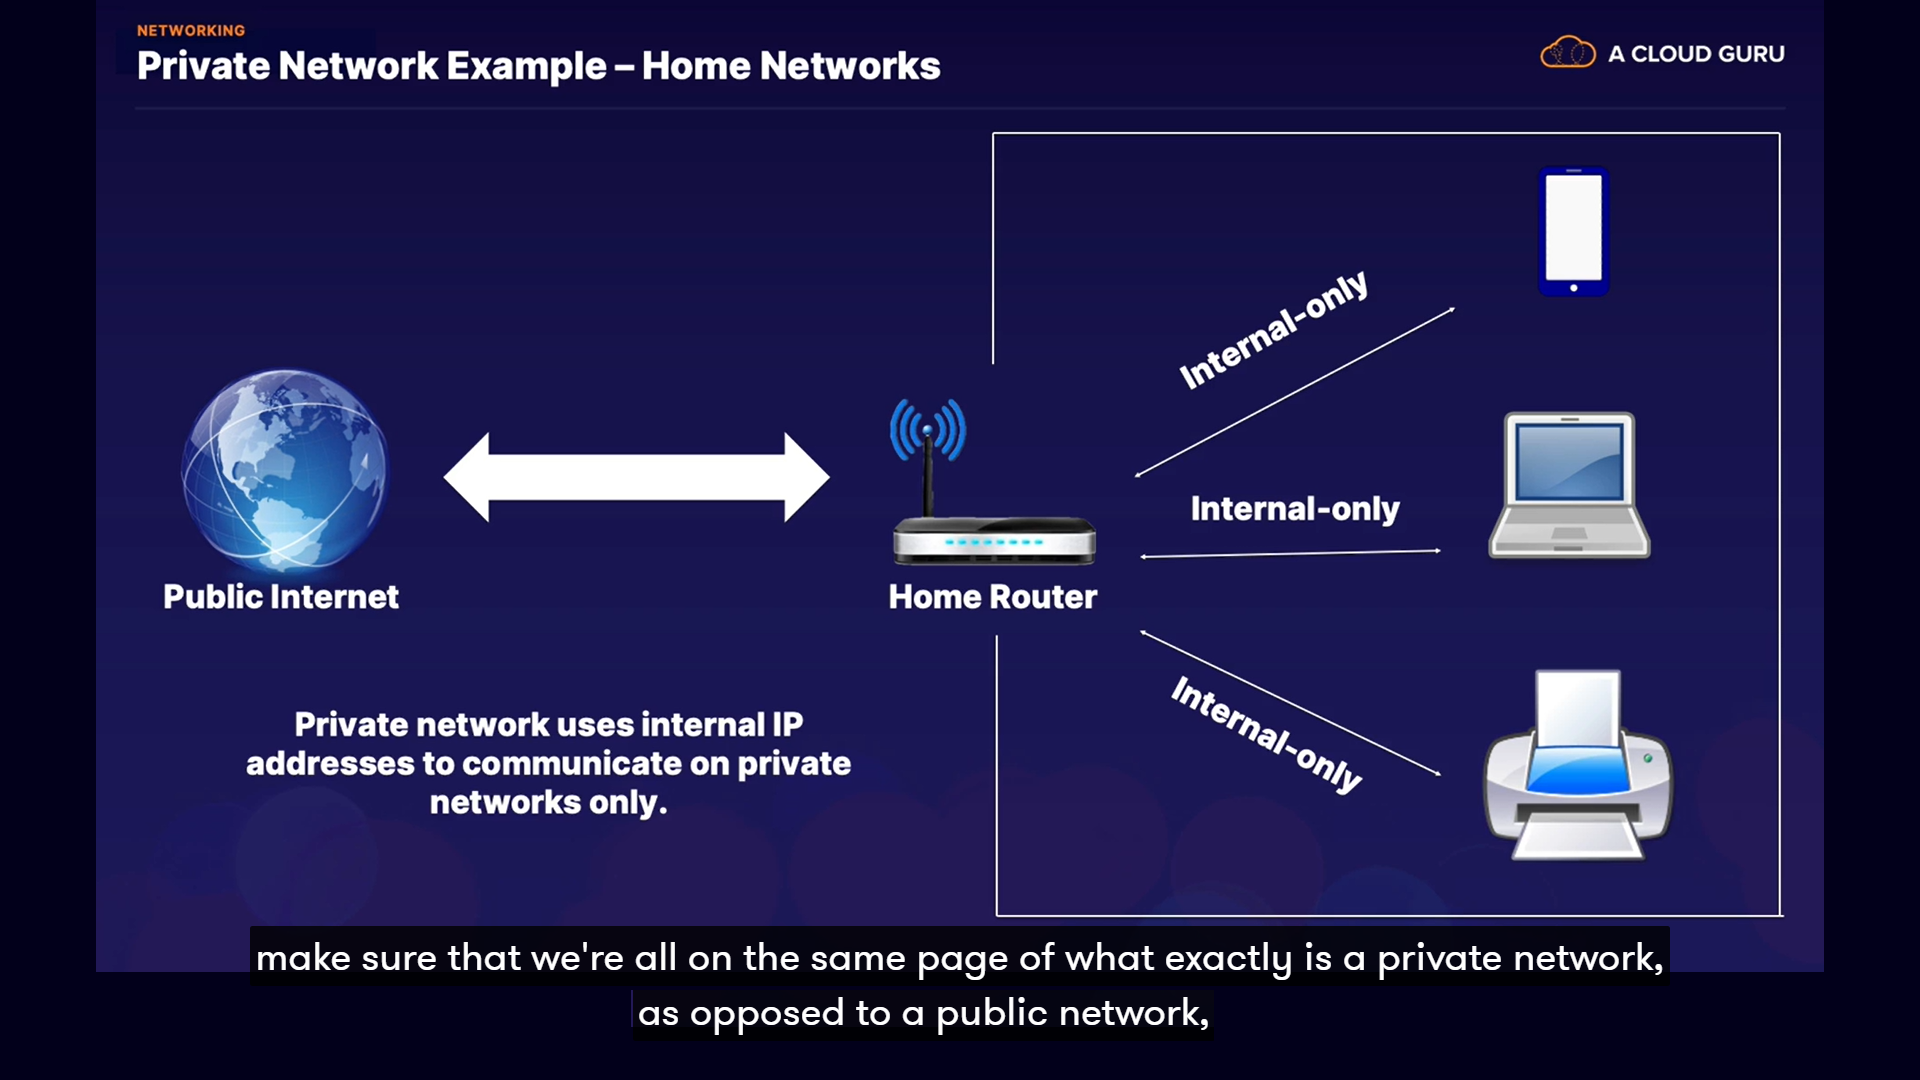 NETWORKING
Private Network Example – Home Networks
A CLOUD GURU
Internal-only
Internal-only
Public Internet
Home Router
Internal-only
Private network uses internal IP
addresses to communicate on private
networks only.
make sure that we're all on the same page of what exactly is a private network,
as opposed to a public network,